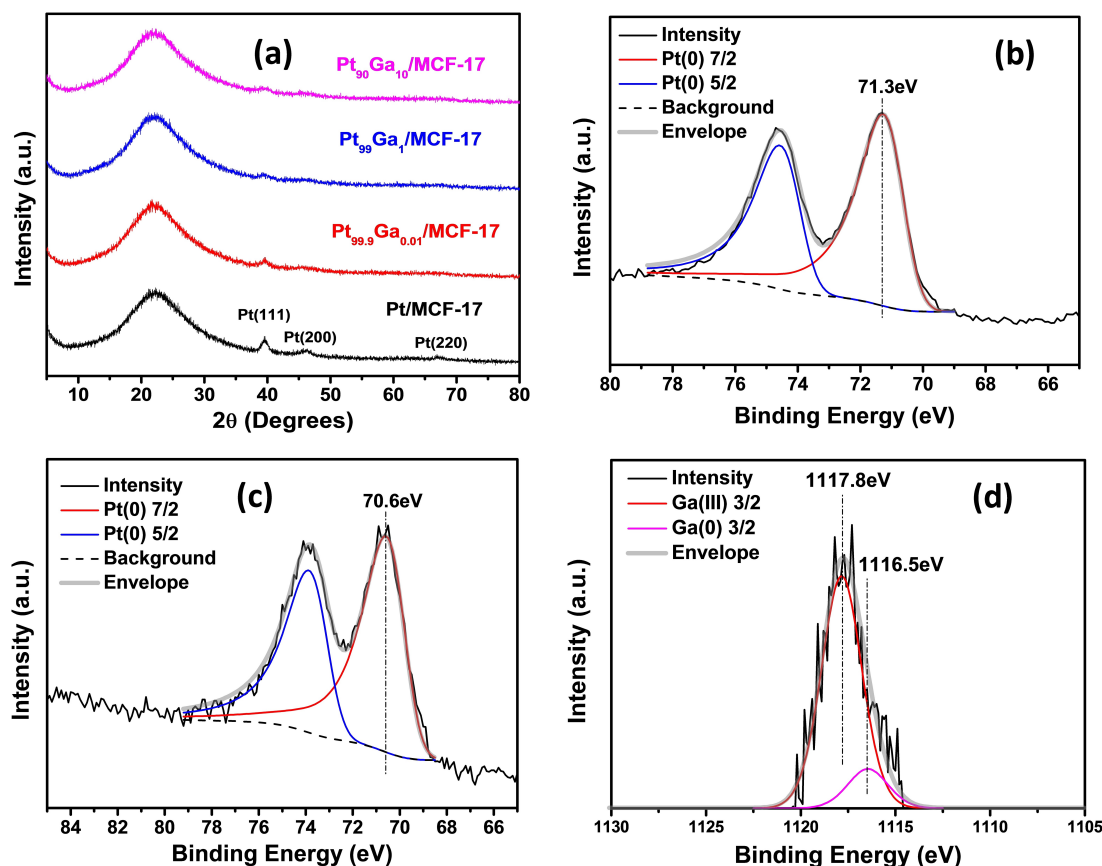 (a)
Pt90Ga10/MCF-17
Pt99Ga1/MCF-17
Pt99.9Ga0.01/MCF-17
Pt/MCF-17
Pt(111)
Pt(200)
Pt(220)
Intensity (a.u.)
10 20 30 40 50 60 70 80
2θ (Degrees)
(b)
Intensity
Pt(0) 7/2
Pt(0) 5/2
Background
Envelope
71.3eV
Intensity (a.u.)
80 78 76 74 72 70 68 66
Binding Energy (eV)
(c)
Intensity
Pt(0) 7/2
Pt(0) 5/2
Background
Envelope
70.6eV
Intensity (a.u.)
84 82 80 78 76 74 72 70 68 66
Binding Energy (eV)
(d)
Intensity
Ga(III) 3/2
Ga(0) 3/2
Envelope
1117.8eV
1116.5eV
Intensity (a.u.)
1130 1125 1120 1115 1110 1105
Binding Energy (eV)